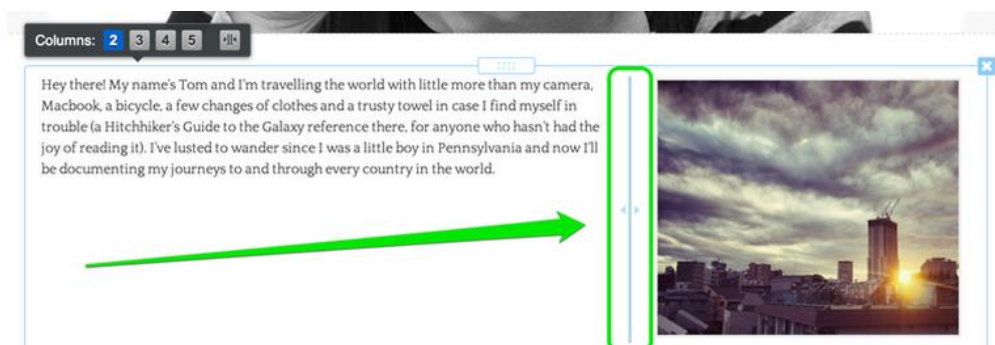 Columns: 2 3 4 5
Hey there! My name's Tom and I'm travelling the world with little more than my camera,
Macbook, a bicycle, a few changes of clothes and a trusty towel in case I find myself in
trouble (a Hitchhiker's Guide to the Galaxy reference there, for anyone who hasn't had the
joy of reading it). I've lusted to wander since I was a little boy in Pennsylvania and now I'll
be documenting my journeys to and through every country in the world.